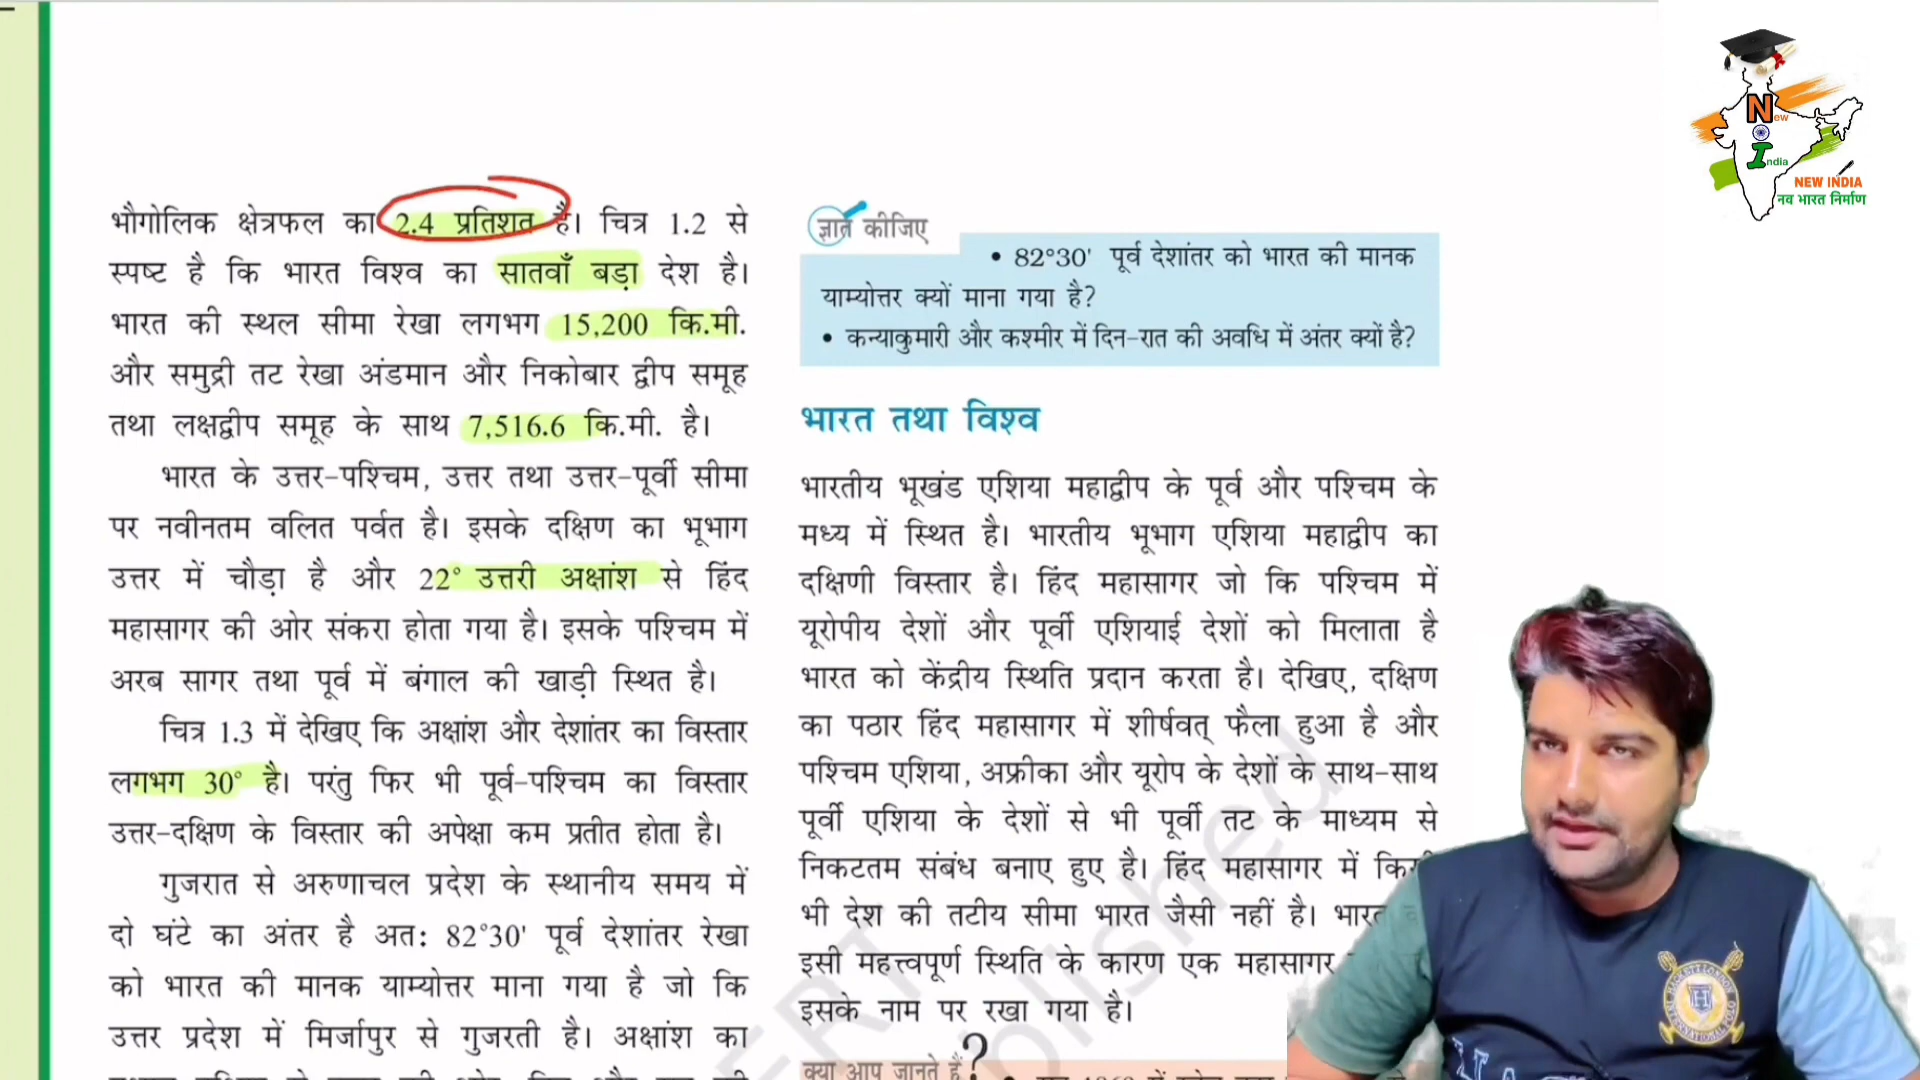 भौगोलिक क्षेत्रफल का 2.4 प्रतिशत है। चित्र 1.2 से
स्पष्ट है कि भारत विश्व का सातवाँ बड़ा देश है।
भारत की स्थल सीमा रेखा लगभग 15,200 कि.मी.
और समुद्री तट रेखा अंडमान और निकोबार द्वीप समूह
तथा लक्षद्वीप समूह के साथ 7,516.6 कि.मी. है।
भारत के उत्तर-पश्चिम, उत्तर तथा उत्तर-पूर्वी सीमा
पर नवीनतम वलित पर्वत है। इसके दक्षिण का भूभाग
उत्तर में चौड़ा है और 22° उत्तरी अक्षांश से हिंद
महासागर की ओर संकरा होता गया है। इसके पश्चिम में
अरब सागर तथा पूर्व में बंगाल की खाड़ी स्थित है।
चित्र 1.3 में देखिए कि अक्षांश और देशांतर का विस्तार
लगभग 30° है। परंतु फिर भी पूर्व-पश्चिम का विस्तार
उत्तर-दक्षिण के विस्तार की अपेक्षा कम प्रतीत होता है।
गुजरात से अरुणाचल प्रदेश के स्थानीय समय में
दो घंटे का अंतर है अत: 82°30' पूर्व देशांतर रेखा
को भारत की मानक याम्योत्तर माना गया है जो कि
उत्तर प्रदेश में मिर्जापुर से गुजरती है। अक्षांश का
ज्ञात कीजिए
• 82°30' पूर्व देशांतर को भारत की मानक
याम्योत्तर क्यों माना गया है?
• कन्याकुमारी और कश्मीर में दिन-रात की अवधि में अंतर क्यों है?
भारत तथा विश्व
भारतीय भूखंड एशिया महाद्वीप के पूर्व और पश्चिम के
मध्य में स्थित है। भारतीय भूभाग एशिया महाद्वीप का
दक्षिणी विस्तार है। हिंद महासागर जो कि पश्चिम में
यूरोपीय देशों और पूर्वी एशियाई देशों को मिलाता है
भारत को केंद्रीय स्थिति प्रदान करता है। देखिए, दक्षिण
का पठार हिंद महासागर में शीर्षवत् फैला हुआ है और
पश्चिम एशिया, अफ्रीका और यूरोप के देशों के साथ-साथ
पूर्वी एशिया के देशों से भी पूर्वी तट के माध्यम से
निकटतम संबंध बनाए हुए है। हिंद महासागर में
भी देश की तटीय सीमा भारत जैसी नहीं है। भारत
इसी महत्त्वपूर्ण स्थिति के कारण एक महासागर
इसके नाम पर रखा गया है।
क्या आप जानते हैं?
New
India
NEW INDIA
नव भारत निर्माण